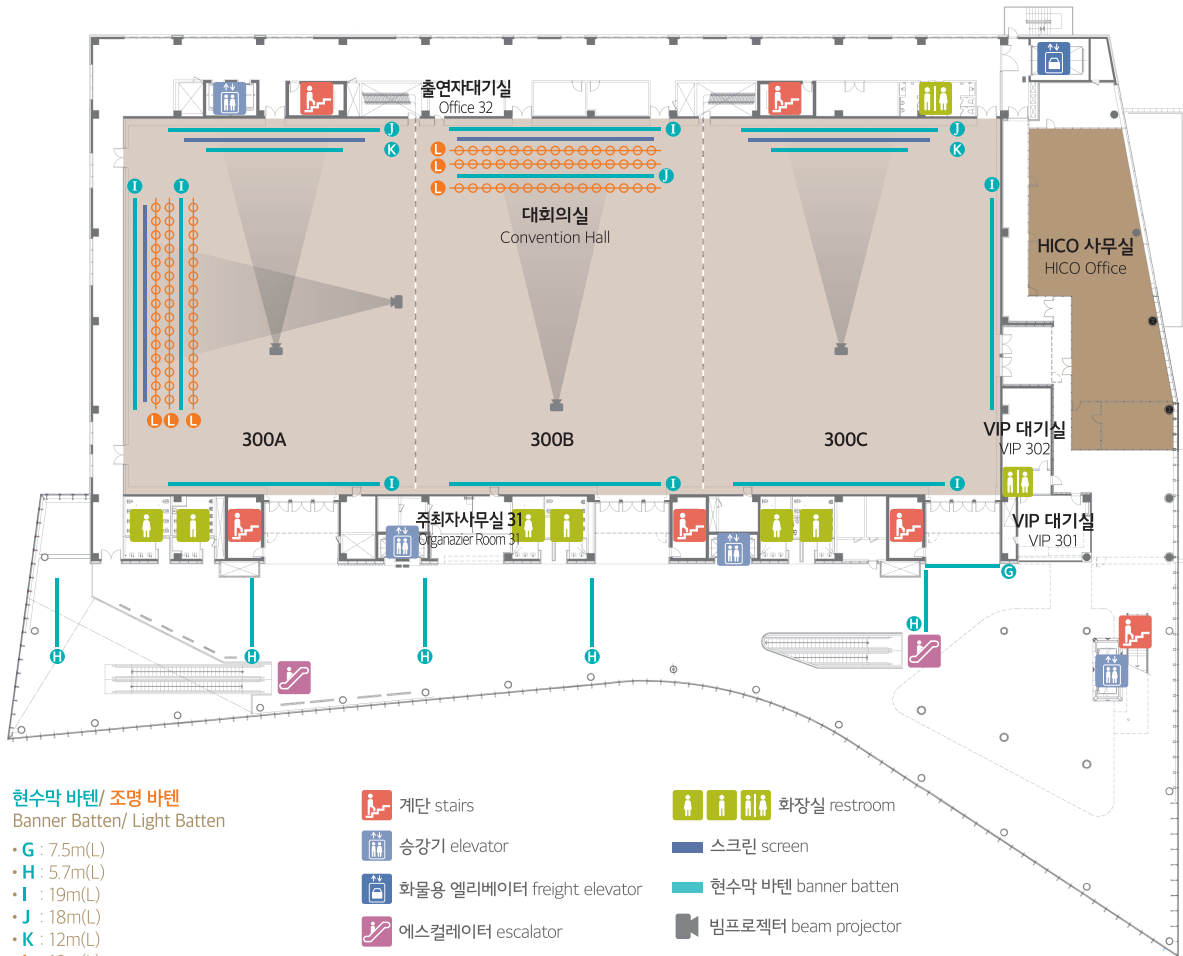 출연자대기실
Office 32
J
I
J
K
L
L
J
K
L
I
I
I
대회의실
Convention Hall
HICO 사무실
HICO Office
L
L
L
300A
300B
300C
VIP 대기실
VIP 302
I
I
I
주최자사무실 31
Organazier Room 31
VIP 대기실
VIP 301
G
H
H
H
H
H
현수막 바텐/ 조명 바텐
Banner Batten/ Light Batten
• G : 7.5m(L)
• H : 5.7m(L)
• I : 19m(L)
• J : 18m(L)
• K : 12m(L)
계단 stairs
승강기 elevator
화물용 엘리베이터 freight elevator
에스컬레이터 escalator
화장실 restroom
스크린 screen
현수막 바텐 banner batten
빔프로젝터 beam projector